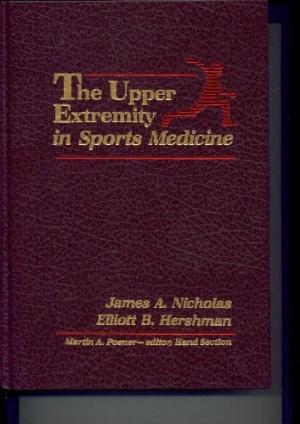 The Upper
Extremity
in Sports Medicine
James A. Nicholas
Elliott B. Hershman
Martin A. Posner—editor, Hand Section